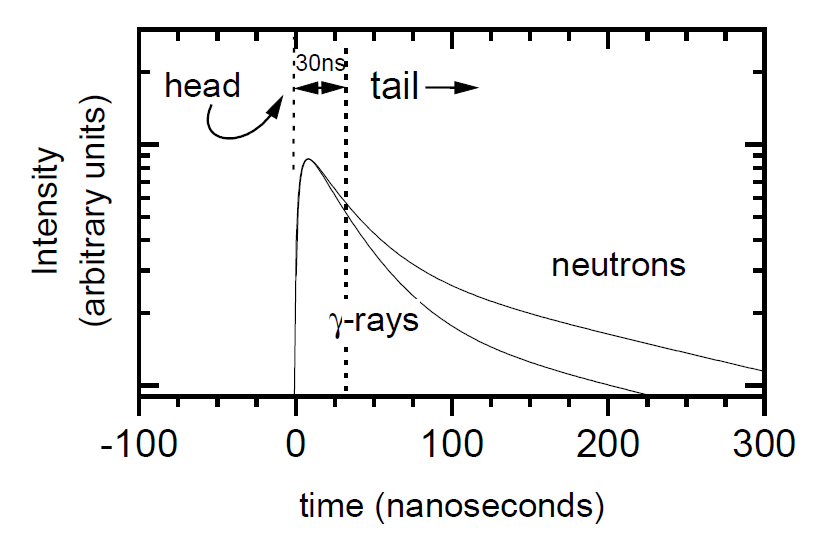 30ns
head
tail
Intensity
(arbitrary units)
neutrons
γ-rays
-100
0
100
200
300
time (nanoseconds)